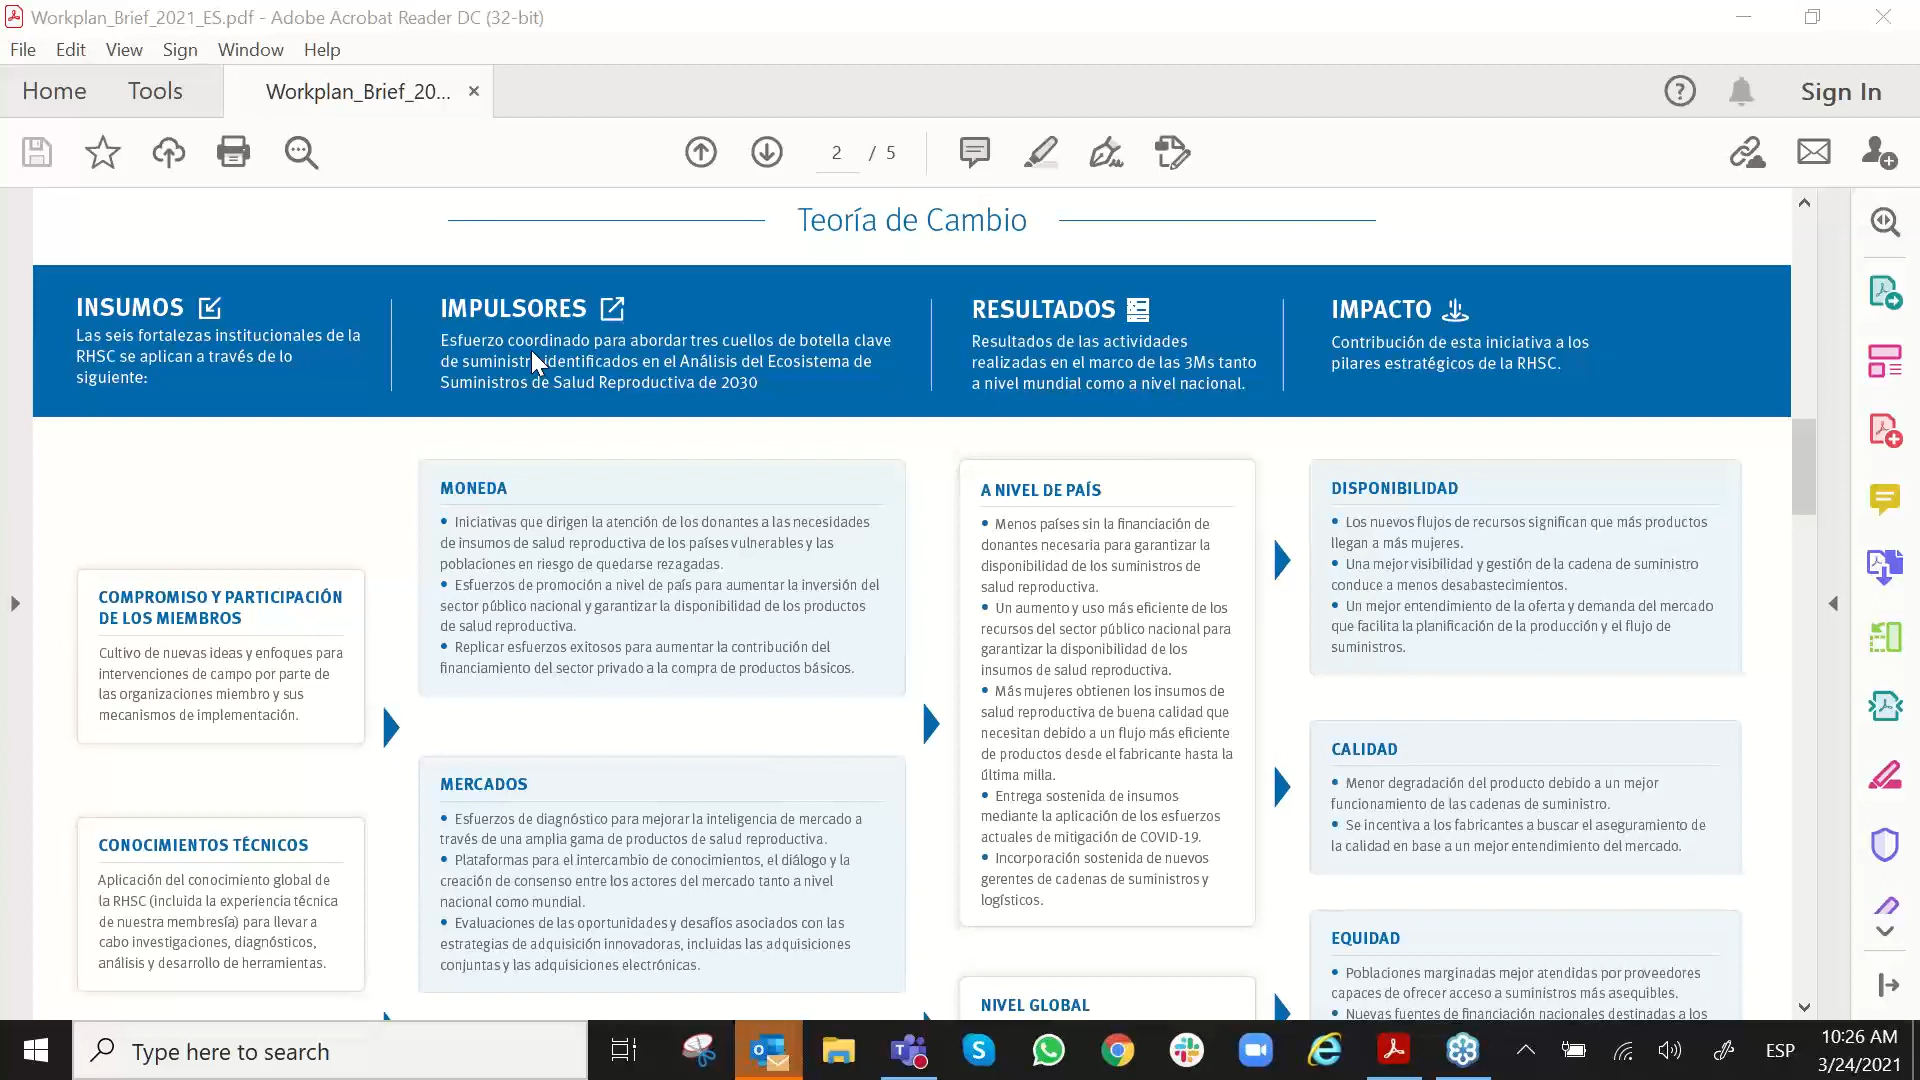 Workplan_Brief_2021_ES.pdf - Adobe Acrobat Reader DC (32-bit)
File Edit View Sign Window Help
Home Tools Workplan_Brief_20... × Sign In
2 / 5
Teoría de Cambio
INSUMOS
Las seis fortalezas institucionales de la
RHSC se aplican a través de lo
siguiente:
IMPULSORES
Esfuerzo coordinado para abordar tres cuellos de botella clave
de suministr identificados en el Análisis del Ecosistema de
Suministros de Salud Reproductiva de 2030
RESULTADOS
Resultados de las actividades
realizadas en el marco de las 3Ms tanto
a nivel mundial como a nivel nacional.
IMPACTO
Contribución de esta iniciativa a los
pilares estratégicos de la RHSC.
COMPROMISO Y PARTICIPACIÓN
DE LOS MIEMBROS
Cultivo de nuevas ideas y enfoques para
intervenciones de campo por parte de
las organizaciones miembro y sus
mecanismos de implementación.
CONOCIMIENTOS TÉCNICOS
Aplicación del conocimiento global de
la RHSC (incluida la experiencia técnica
de nuestra membresía) para llevar a
cabo investigaciones, diagnósticos,
análisis y desarrollo de herramientas.
MONEDA
• Iniciativas que dirigen la atención de los donantes a las necesidades
de insumos de salud reproductiva de los países vulnerables y las
poblaciones en riesgo de quedarse rezagadas.
• Esfuerzos de promoción a nivel de país para aumentar la inversión del
sector público nacional y garantizar la disponibilidad de los productos
de salud reproductiva.
• Replicar esfuerzos exitosos para aumentar la contribución del
financiamiento del sector privado a la compra de productos básicos.
MERCADOS
• Esfuerzos de diagnóstico para mejorar la inteligencia de mercado a
través de una amplia gama de productos de salud reproductiva.
• Plataformas para el intercambio de conocimientos, el diálogo y la
creación de consenso entre los actores del mercado tanto a nivel
nacional como mundial.
• Evaluaciones de las oportunidades y desafíos asociados con las
estrategias de adquisición innovadoras, incluidas las adquisiciones
conjuntas y las adquisiciones electrónicas.
A NIVEL DE PAÍS
• Menos países sin la financiación de
donantes necesaria para garantizar la
disponibilidad de los suministros de
salud reproductiva.
• Un aumento y uso más eficiente de los
recursos del sector público nacional para
garantizar la disponibilidad de los
insumos de salud reproductiva.
• Más mujeres obtienen los insumos de
salud reproductiva de buena calidad que
necesitan debido a un flujo más eficiente
de productos desde el fabricante hasta la
última milla.
• Entrega sostenida de insumos
mediante la aplicación de los esfuerzos
actuales de mitigación de COVID-19.
• Incorporación sostenida de nuevos
gerentes de cadenas de suministros y
logísticos.
NIVEL GLOBAL
DISPONIBILIDAD
• Los nuevos flujos de recursos significan que más productos
llegan a más mujeres.
• Una mejor visibilidad y gestión de la cadena de suministro
conduce a menos desabastecimientos.
• Un mejor entendimiento de la oferta y demanda del mercado
que facilita la planificación de la producción y el flujo de
suministros.
CALIDAD
• Menor degradación del producto debido a un mejor
funcionamiento de las cadenas de suministro.
• Se incentiva a los fabricantes a buscar el aseguramiento de
la calidad en base a un mejor entendimiento del mercado.
EQUIDAD
• Poblaciones marginadas mejor atendidas por proveedores
capaces de ofrecer acceso a suministros más asequibles.
• Nuevas fuentes de financiación nacionales destinadas a los
Type here to search
ESP
10:26 AM
3/24/2021